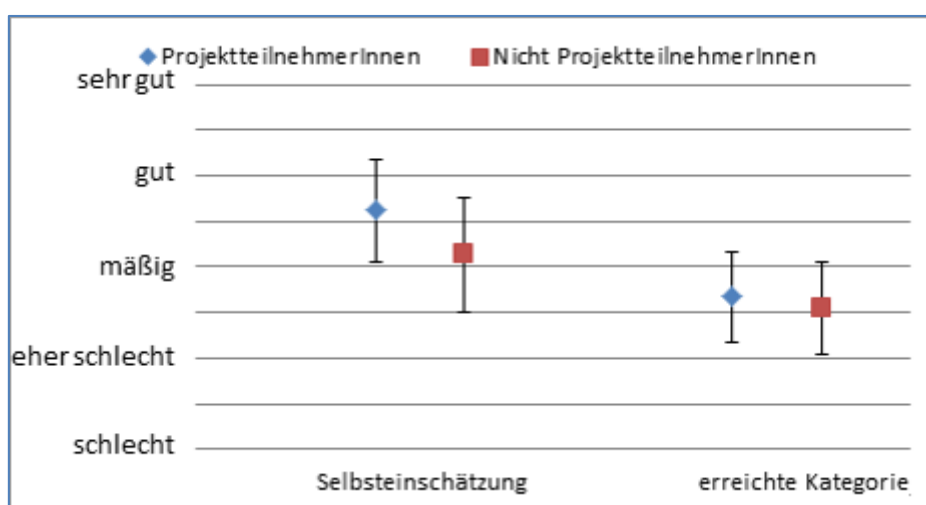 ProjektteilnehmerInnen Nicht ProjektteilnehmerInnen
sehr gut
gut
mäßig
eher schlecht
schlecht
Selbsteinschätzung erreichte Kategorie